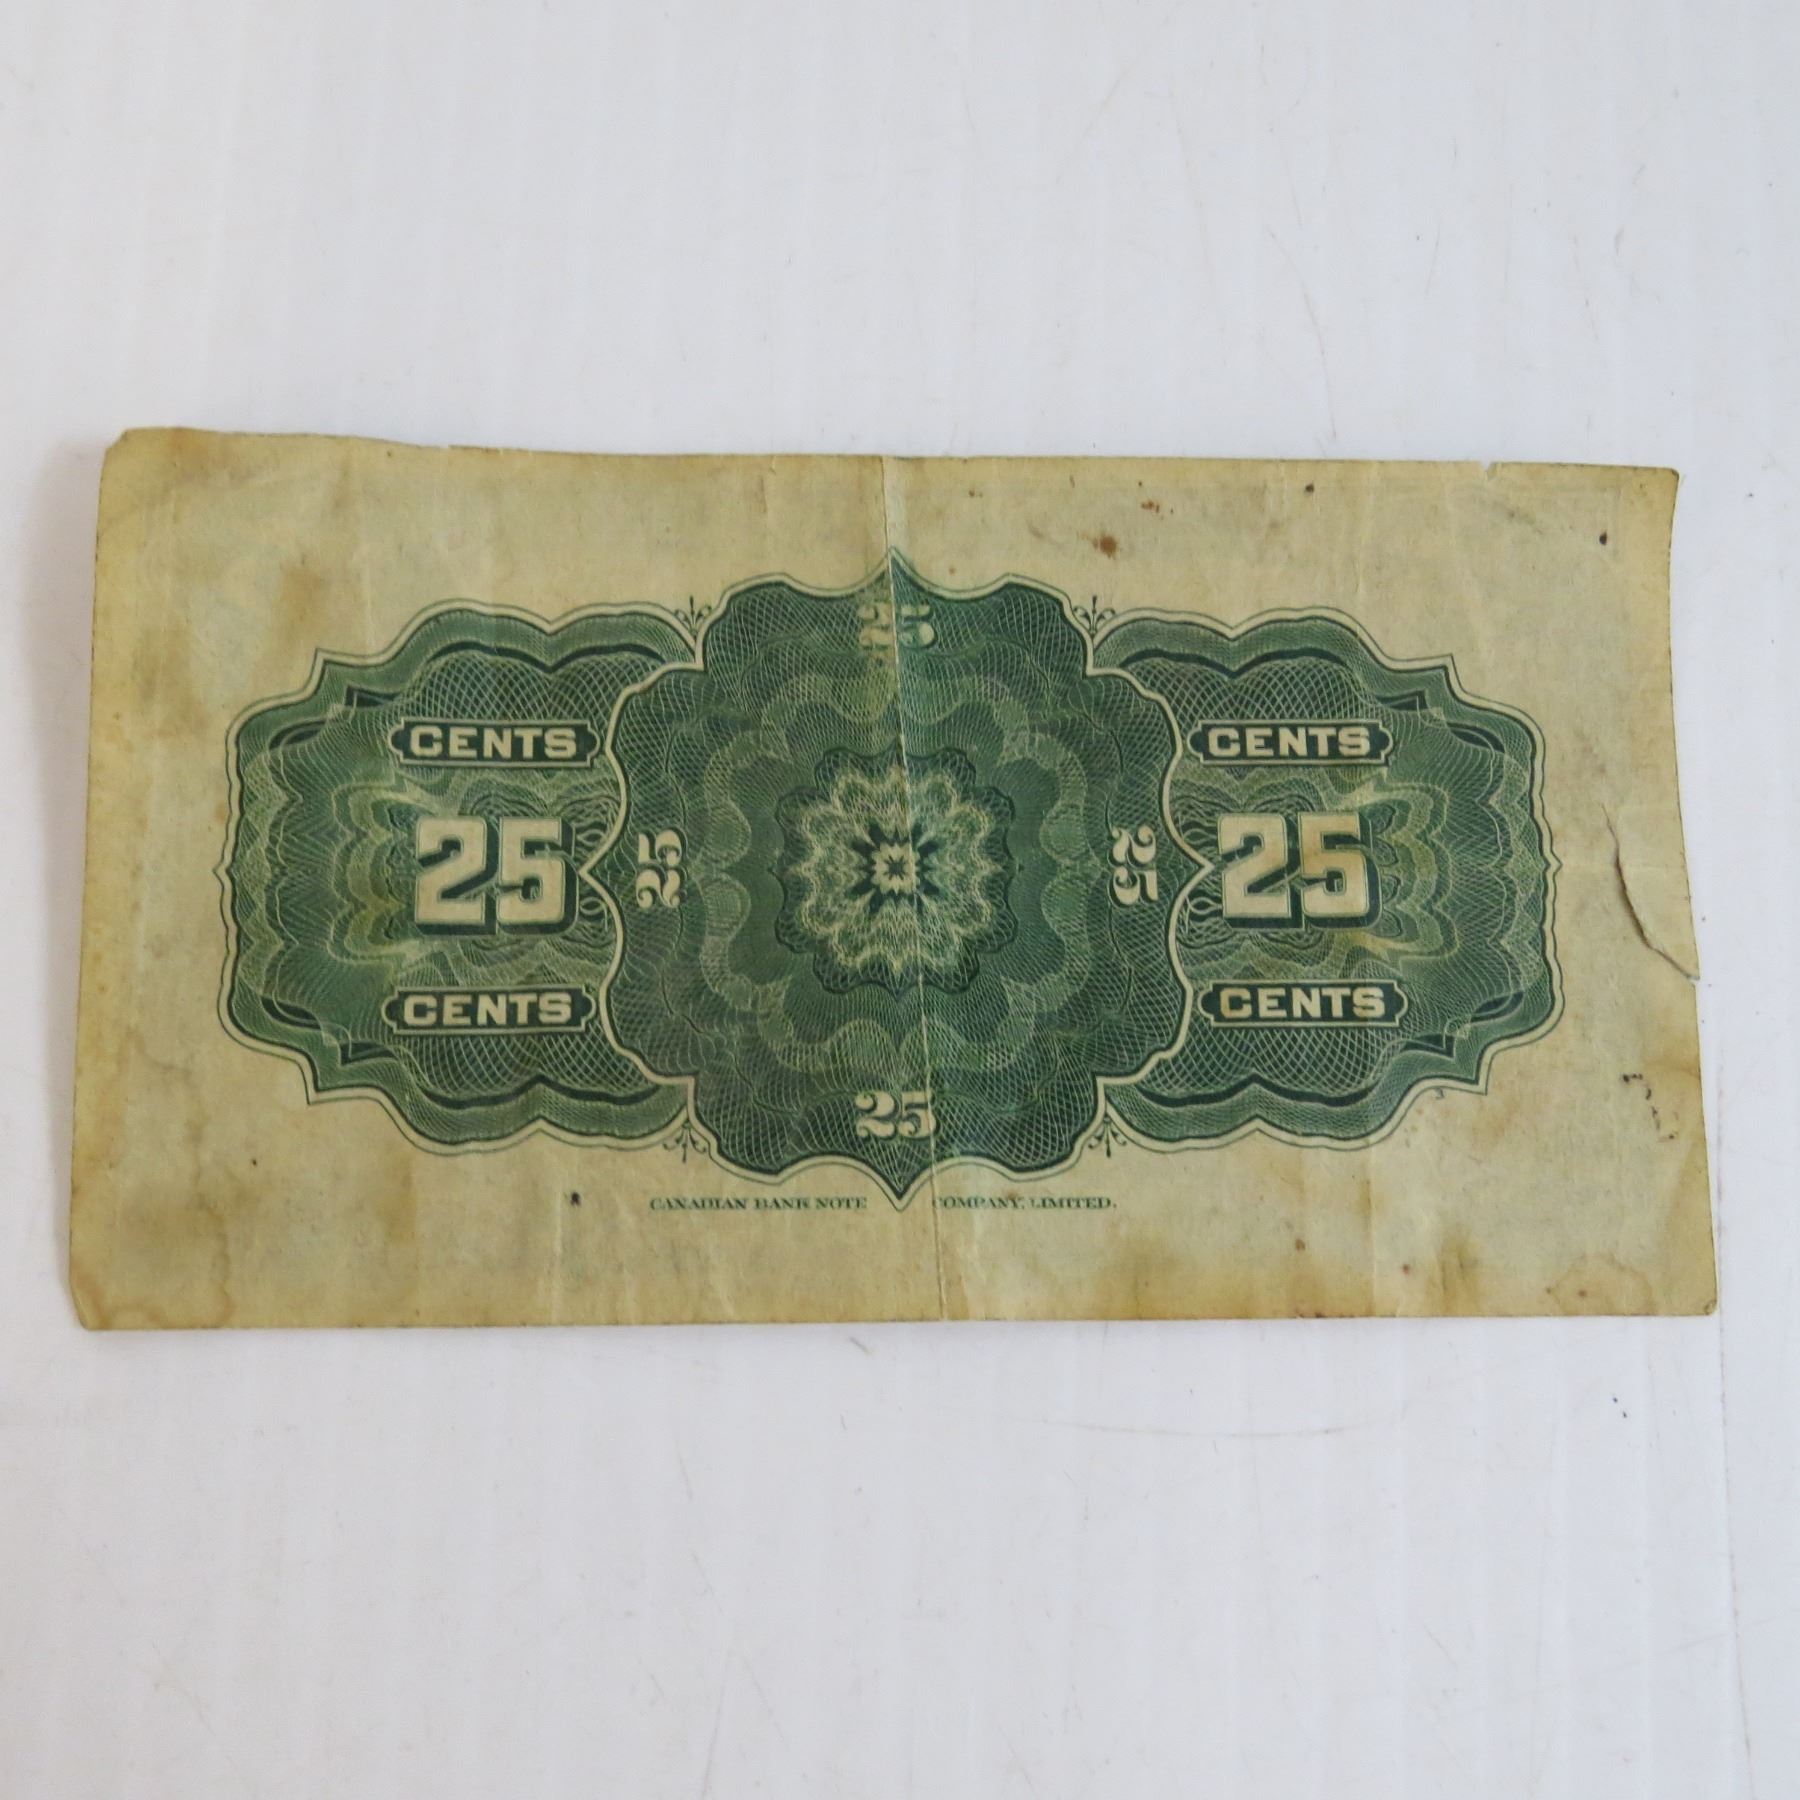 25
CENTS CENTS
25 25 25 25
CENTS CENTS
25
CANADIAN BANK NOTE COMPANY, LIMITED.